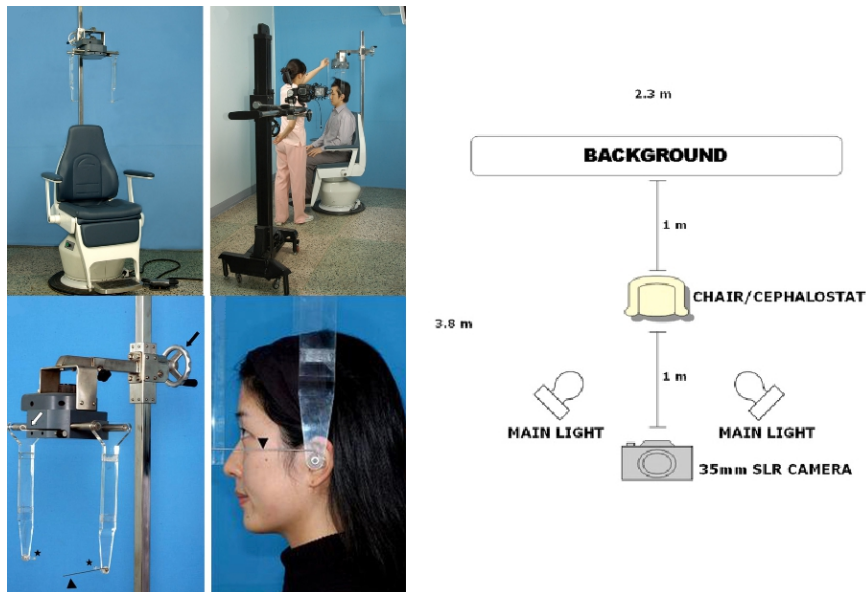 2.3 m
BACKGROUND
1 m
CHAIR/CEPHALOSTAT
3.8 m
1 m
MAIN LIGHT
MAIN LIGHT
35mm SLR CAMERA